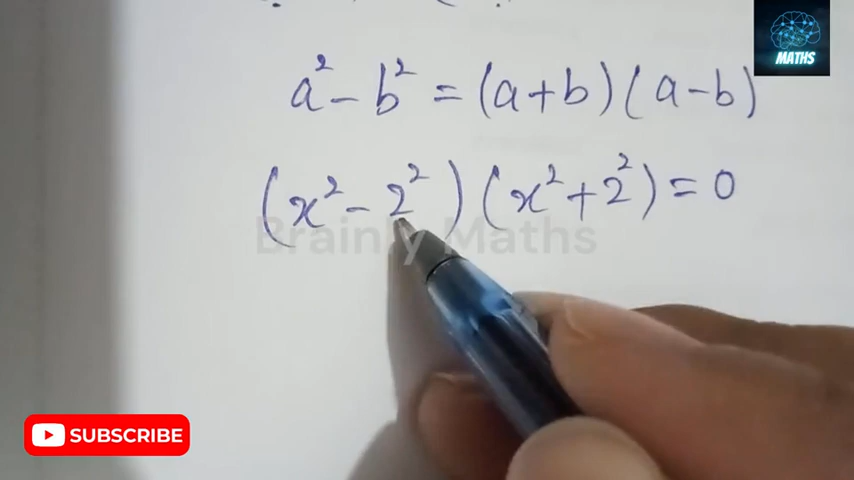 MATHS
a² - b² = (a+b)(a-b)
(x² - 2²)(x² + 2²) = 0
Brainly Maths
SUBSCRIBE